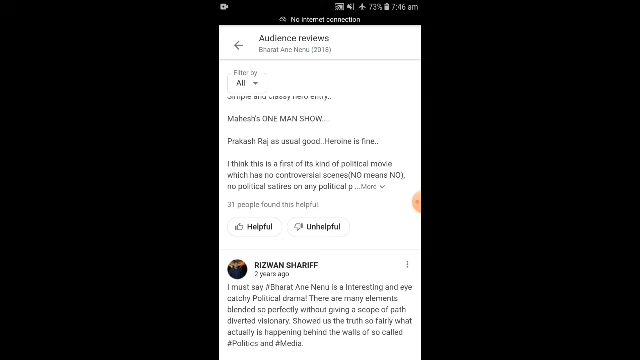 73% 7:46 am
No internet connection
Audience reviews
Bharat Ane Nenu (2018)
Filter by
All
Simple and classy hero entry..
Mahesh's ONE MAN SHOW....
Prakash Raj as usual good..Heroine is fine..
I think this is a first of its kind of political movie
which has no controversial scenes(NO means NO),
no political satires on any political p ...More
31 people found this helpful.
Helpful
Unhelpful
RIZWAN SHARIFF
2 years ago
I must say #Bharat Ane Nenu is a Interesting and eye
catchy Political drama! There are many elements
blended so perfectly without giving a scope of path
diverted visionary. Showed us the truth so fairly what
actually is happening behind the walls of so called
#Politics and #Media.